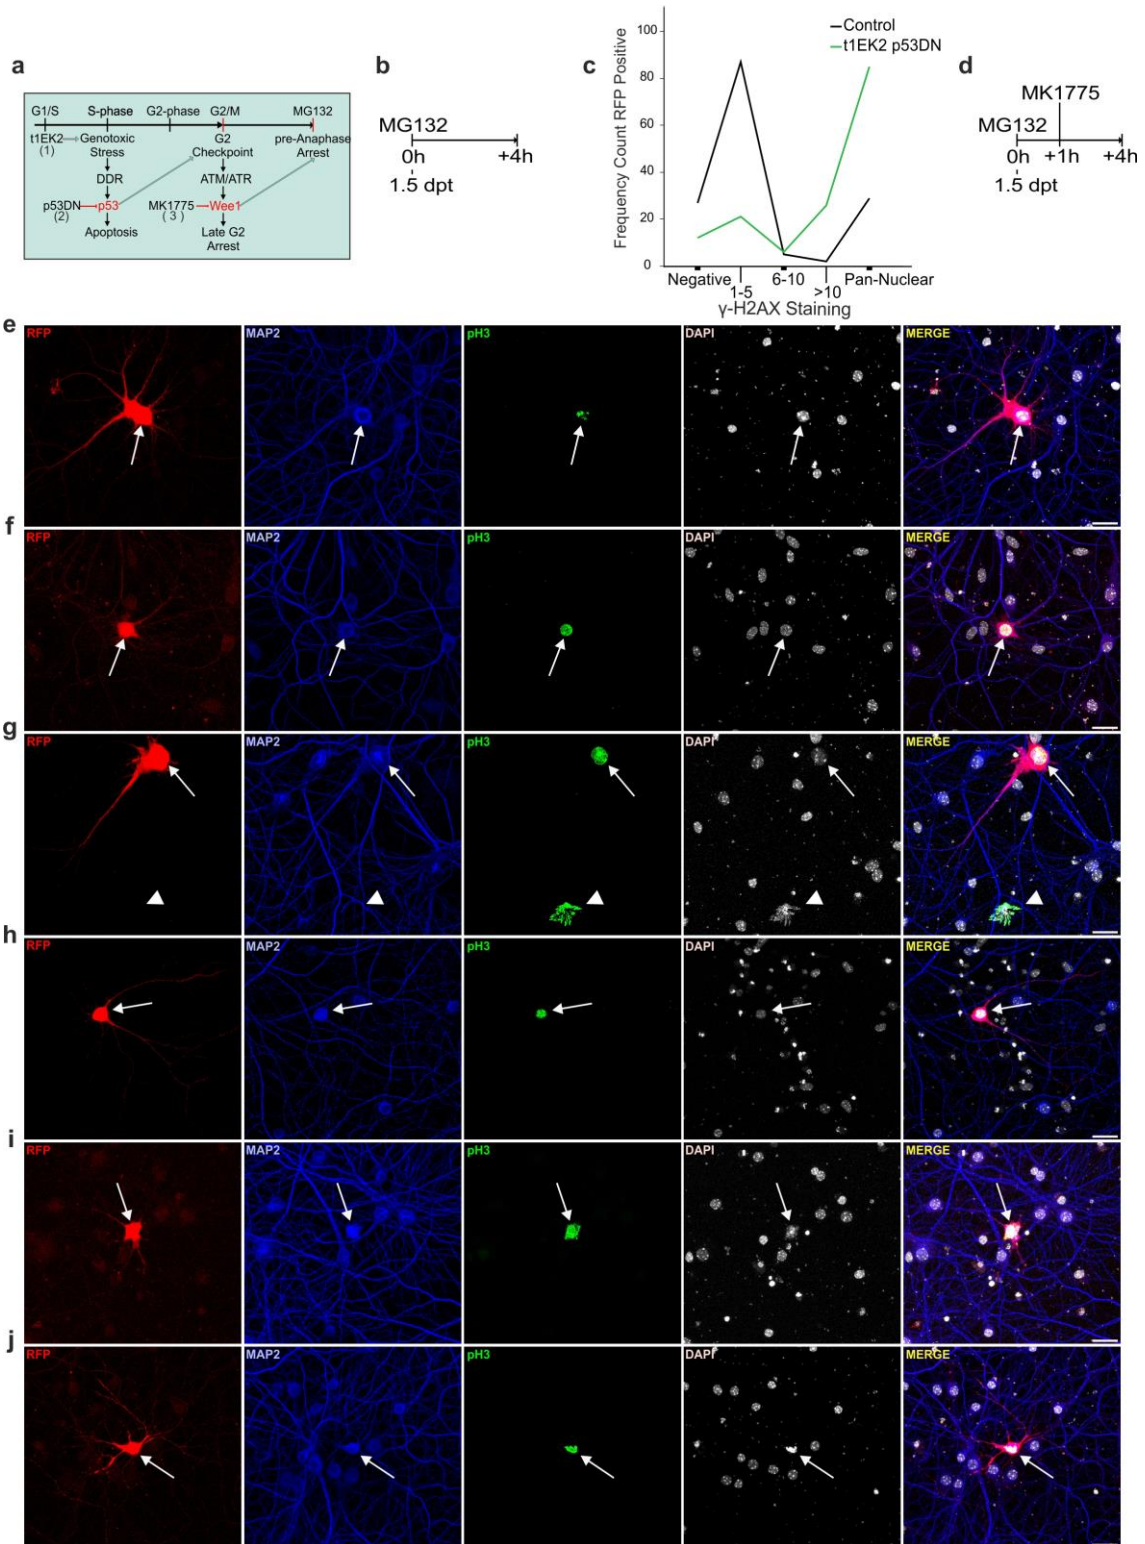 a
G1/S S-phase G2-phase G2/M MG132
t1EK2 Genotoxic G2 pre-Anaphase
(1) Stress Checkpoint Arrest
DDR ATM/ATR
p53DN p53 MK1775 Wee1
(2) ( 3 )
Apoptosis Late G2
Arrest
b
MG132
0h +4h
1.5 dpt
c
Frequency Count RFP Positive
100
80
60
40
20
0
Control
t1EK2 p53DN
Negative 6-10 Pan-Nuclear
1-5 >10
γ-H2AX Staining
d
MK1775
MG132
0h +1h +4h
1.5 dpt
e
RFP MAP2 pH3 DAPI MERGE
f
RFP MAP2 pH3 DAPI MERGE
g
RFP MAP2 pH3 DAPI MERGE
h
RFP MAP2 pH3 DAPI MERGE
i
RFP MAP2 pH3 DAPI MERGE
j
RFP MAP2 pH3 DAPI MERGE